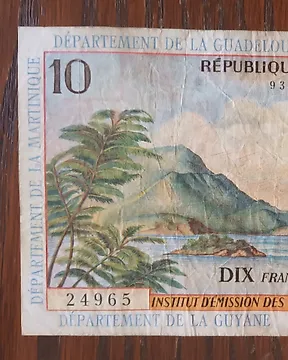 DÉPARTEMENT DE LA GUADELOU
DÉPARTEMENT DE LA MARTINIQUE
10
RÉPUBLIQU
93
DIX FRAN
24965
INSTITUT D'ÉMISSION DES
DÉPARTEMENT DE LA GUYANE